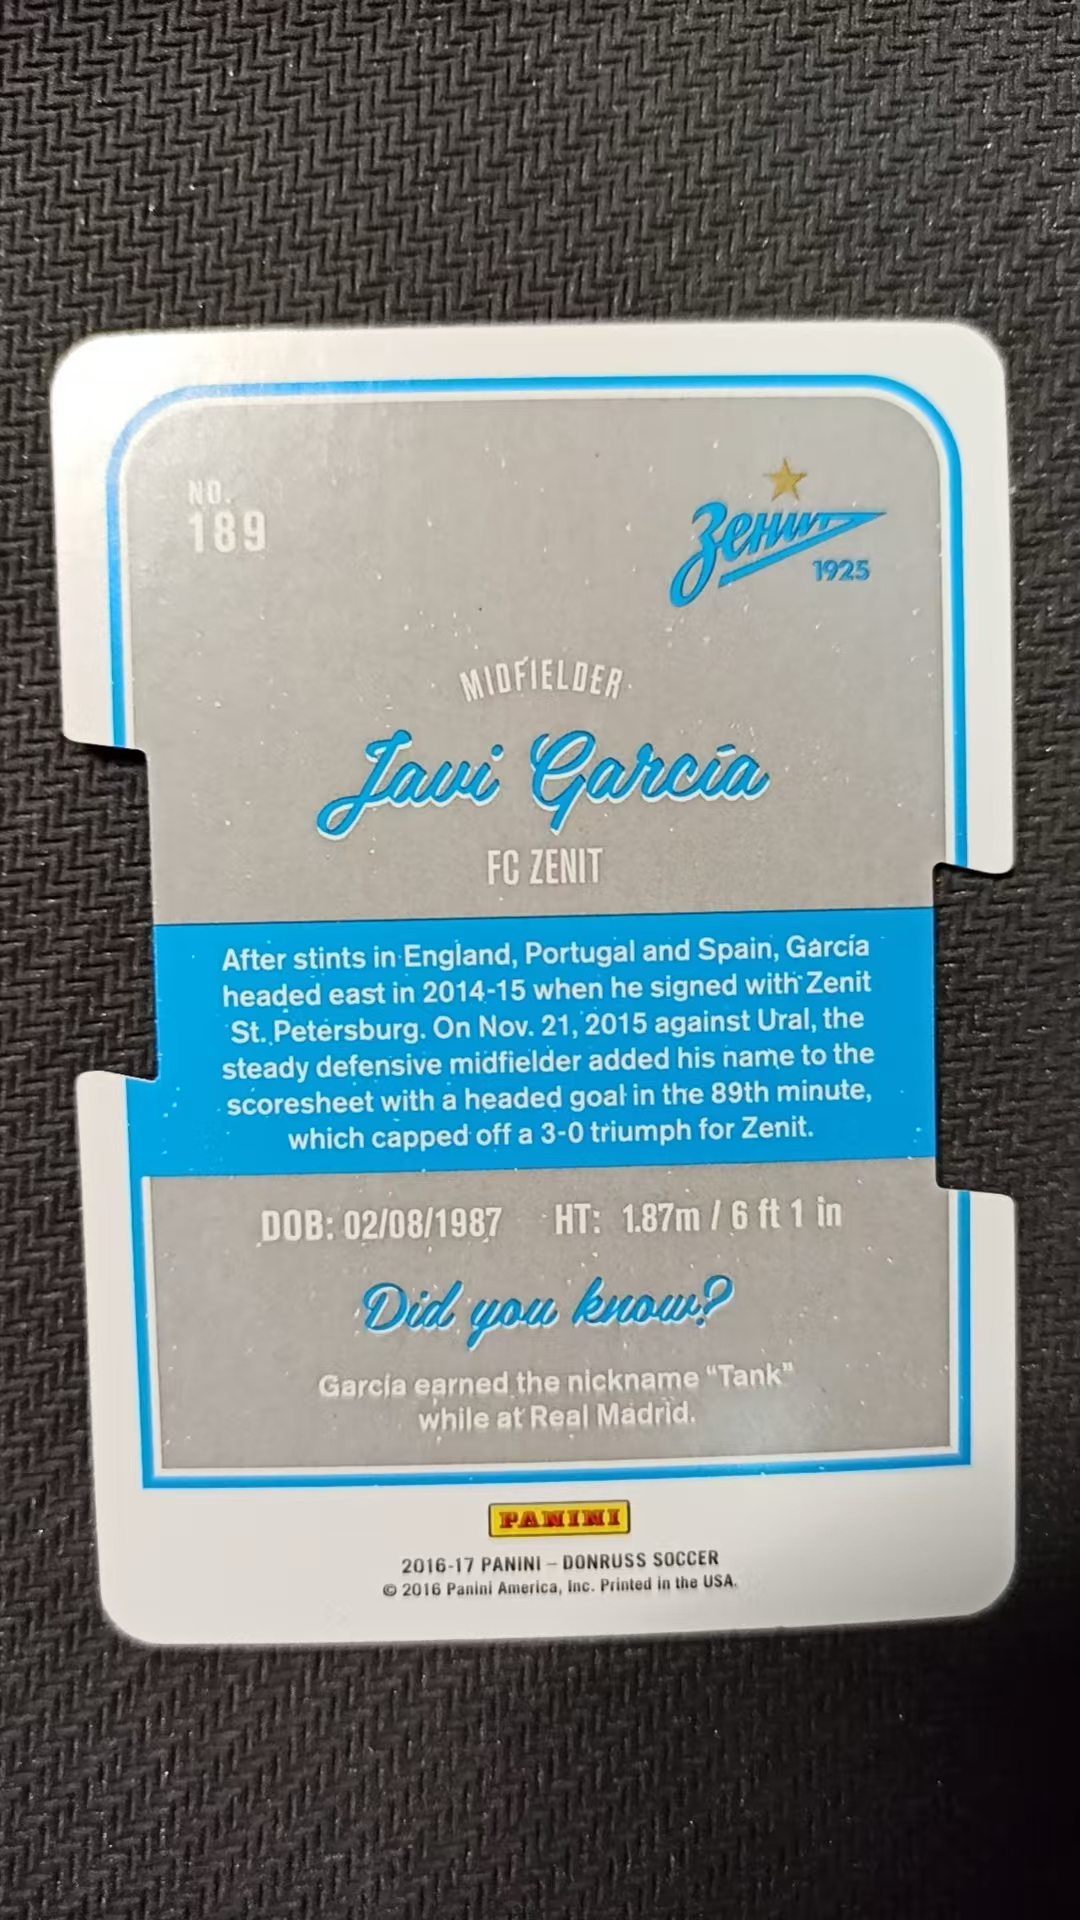 NO.
189
Зенит
1925
MIDFIELDER
Javi García
FC ZENIT
After stints in England, Portugal and Spain, García
headed east in 2014-15 when he signed with Zenit
St. Petersburg. On Nov. 21, 2015 against Ural, the
steady defensive midfielder added his name to the
scoresheet with a headed goal in the 89th minute,
which capped off a 3-0 triumph for Zenit.
DOB: 02/08/1987 HT: 1.87m / 6 ft 1 in
Did you know?
García earned the nickname “Tank”
while at Real Madrid.
PANINI
2016-17 PANINI – DONRUSS SOCCER
© 2016 Panini America, Inc. Printed in the USA.